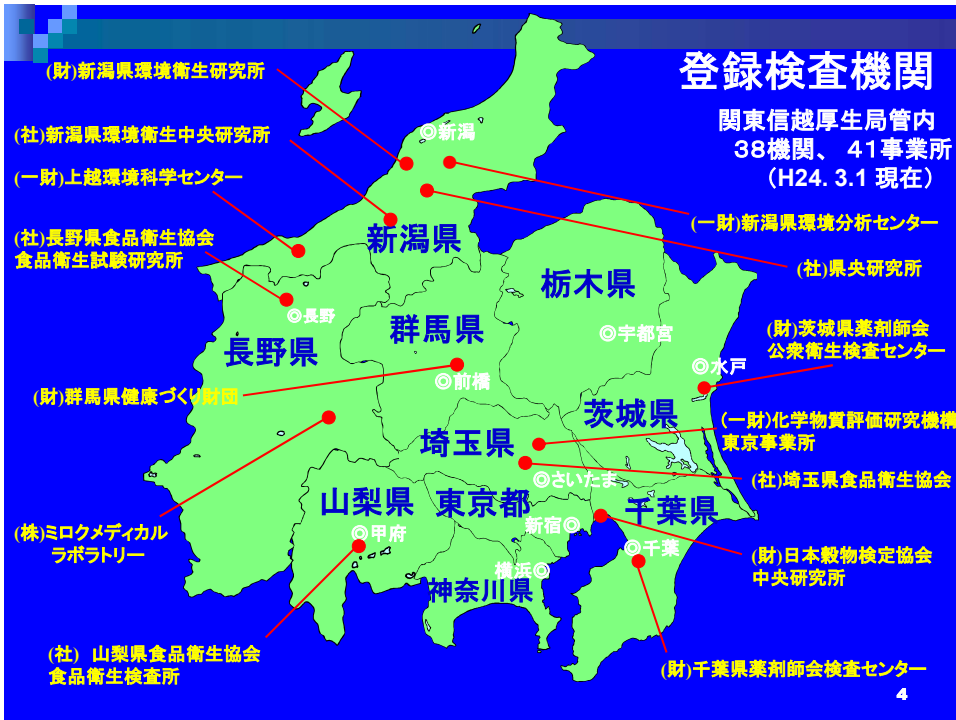 登録検査機関
関東信越厚生局管内
３８機関、 ４１事業所
（H24. 3.1 現在）
(財)新潟県環境衛生研究所
(社)新潟県環境衛生中央研究所
(一財)上越環境科学センター
(社)長野県食品衛生協会
食品衛生試験研究所
(財)群馬県健康づくり財団
(株)ミロクメディカル
ラボラトリー
(社)　山梨県食品衛生協会
食品衛生検査所
◎新潟
新潟県
栃木県
◎宇都宮
◎長野
群馬県
長野県
◎前橋
◎水戸
茨城県
埼玉県
◎さいたま
山梨県
東京都
千葉県
◎甲府
新宿◎
◎千葉
横浜◎
神奈川県
(一財)新潟県環境分析センター
(社)県央研究所
(財)茨城県薬剤師会
公衆衛生検査センター
(一財)化学物質評価研究機構
東京事業所
(社)埼玉県食品衛生協会
(財)日本穀物検定協会
中央研究所
(財)千葉県薬剤師会検査センター
4